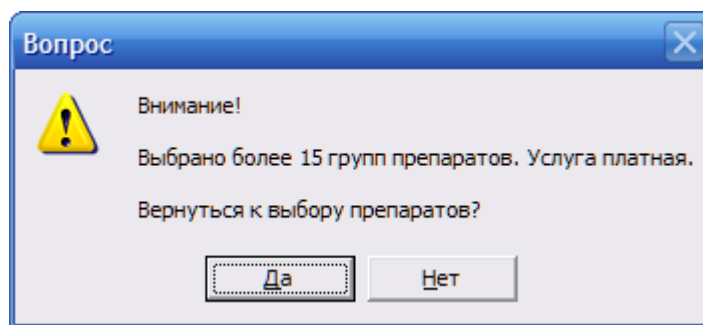 Вопрос
Внимание!
Выбрано более 15 групп препаратов. Услуга платная.
Вернуться к выбору препаратов?
Да
Нет